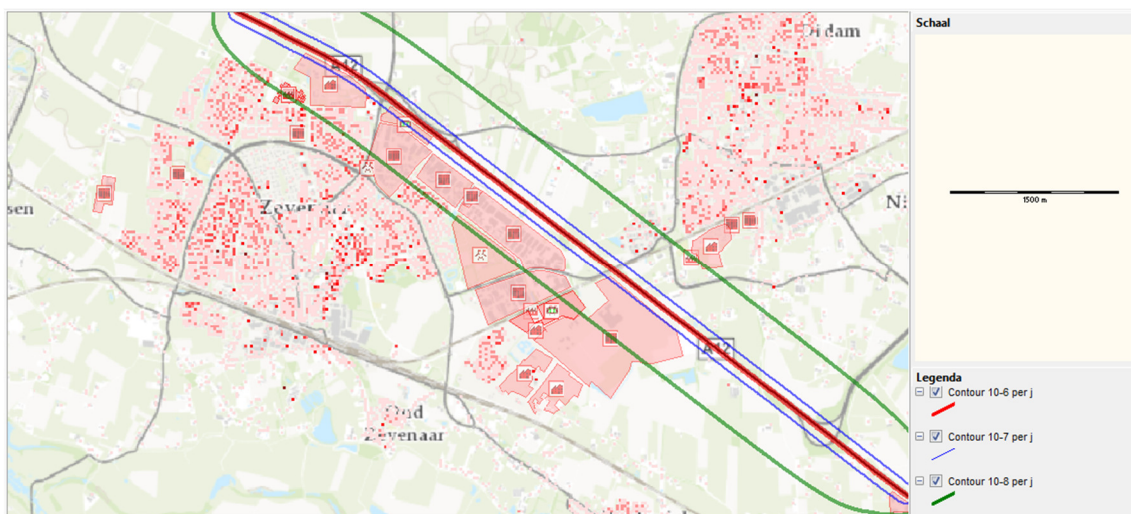 Schaal
1500 m
Legenda
Contour 10-6 per j
Contour 10-7 per j
Contour 10-8 per j
Didam
A12
sen
Zevenaar
Ni
A12
Oud
Zevenaar